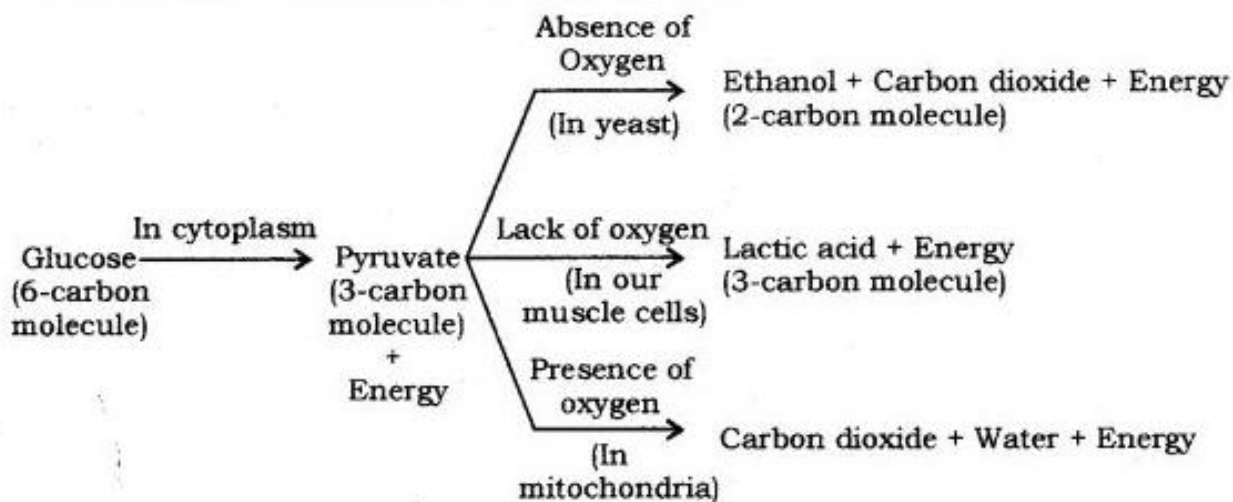 Absence of
Oxygen
Ethanol + Carbon dioxide + Energy
(2-carbon molecule)
(In yeast)
In cytoplasm
Glucose
(6-carbon
molecule)
Pyruvate
(3-carbon
molecule)
+
Energy
Lack of oxygen
(In our
muscle cells)
Lactic acid + Energy
(3-carbon molecule)
Presence of
oxygen
(In
mitochondria)
Carbon dioxide + Water + Energy